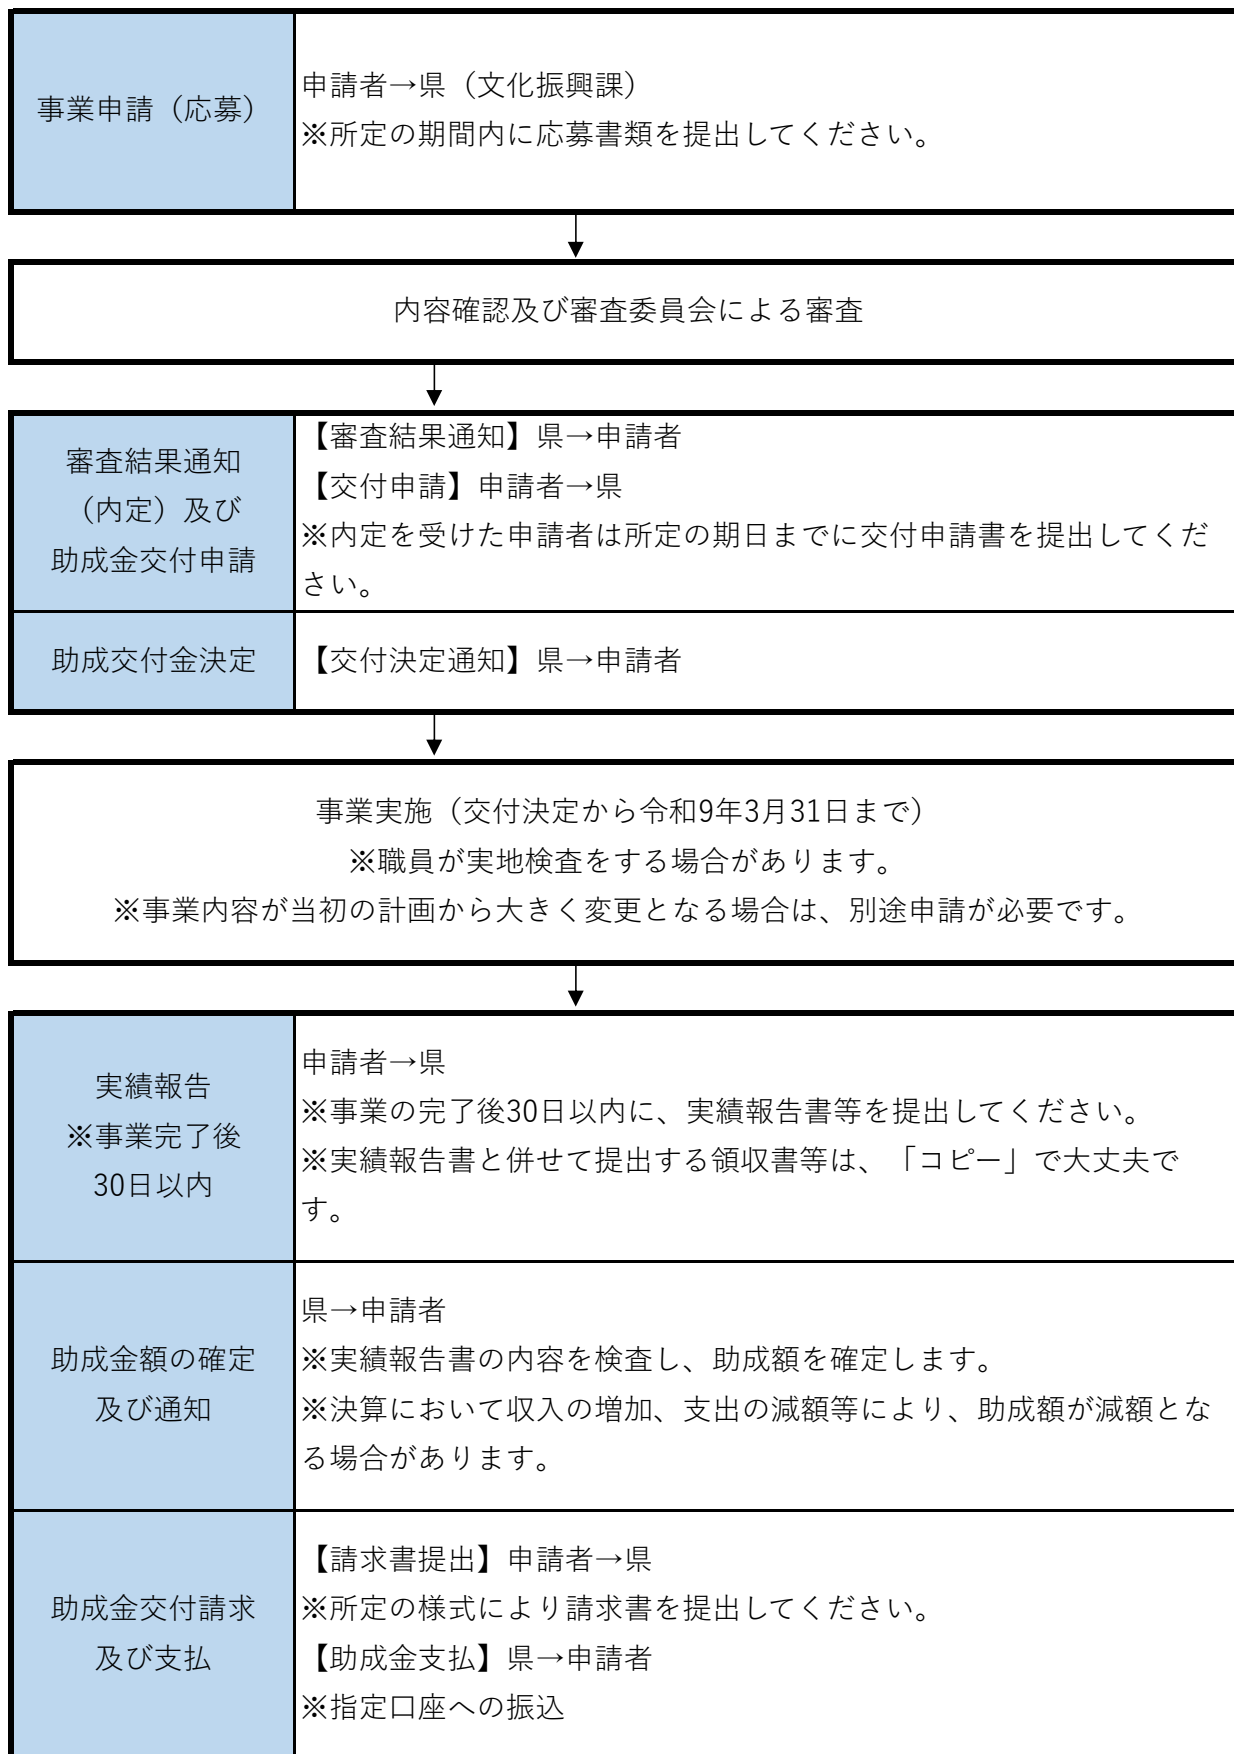 事業申請（応募）
申請者→県（文化振興課）
※所定の期間内に応募書類を提出してください。
内容確認及び審査委員会による審査
審査結果通知
（内定）及び
助成金交付申請
【審査結果通知】県→申請者
【交付申請】申請者→県
※内定を受けた申請者は所定の期日までに交付申請書を提出してくだ
さい。
助成交付金決定
【交付決定通知】県→申請者
事業実施（交付決定から令和9年3月31日まで）
※職員が実地検査をする場合があります。
※事業内容が当初の計画から大きく変更となる場合は、別途申請が必要です。
実績報告
※事業完了後
30日以内
申請者→県
※事業の完了後30日以内に、実績報告書等を提出してください。
※実績報告書と併せて提出する領収書等は、「コピー」で大丈夫で
す。
助成金額の確定
及び通知
県→申請者
※実績報告書の内容を検査し、助成額を確定します。
※決算において収入の増加、支出の減額等により、助成額が減額とな
る場合があります。
助成金交付請求
及び支払
【請求書提出】申請者→県
※所定の様式により請求書を提出してください。
【助成金支払】県→申請者
※指定口座への振込